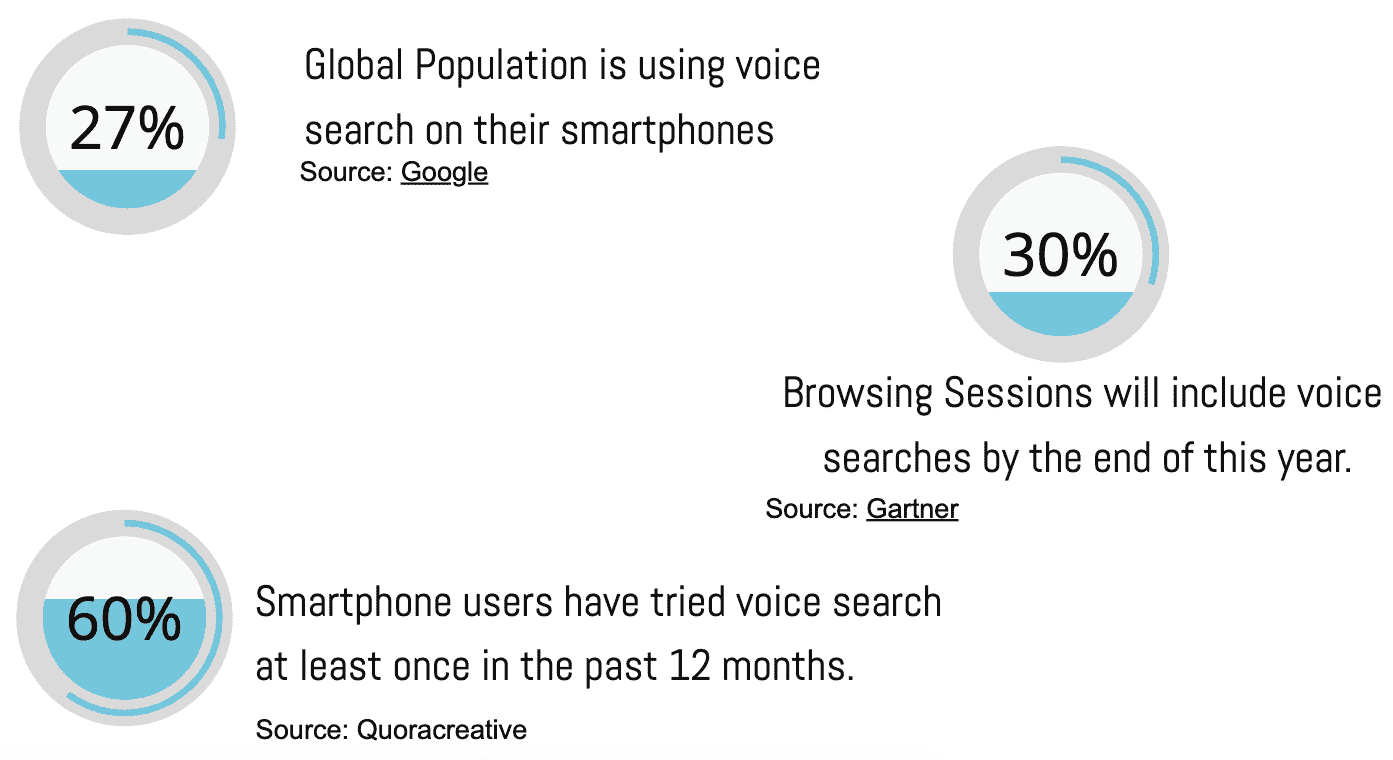 27%
Global Population is using voice
search on their smartphones
Source: Google
30%
Browsing Sessions will include voice
searches by the end of this year.
Source: Gartner
60%
Smartphone users have tried voice search
at least once in the past 12 months.
Source: Quoracreative